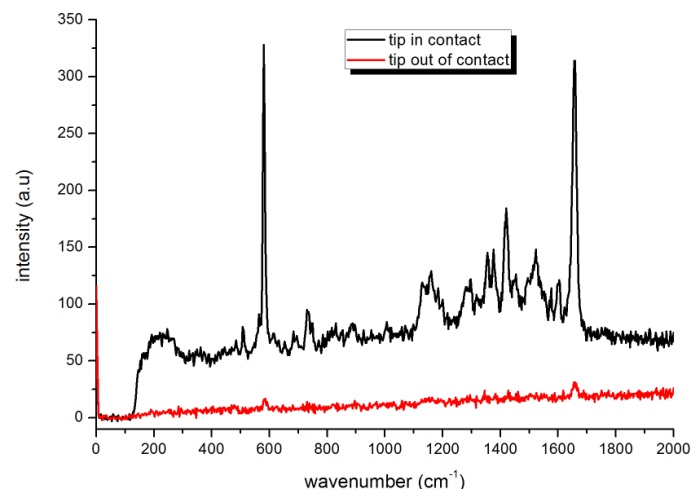 350
300
250
200
150
100
50
0
intensity (a.u)
tip in contact
tip out of contact
0 200 400 600 800 1000 1200 1400 1600 1800 2000
wavenumber (cm⁻¹)